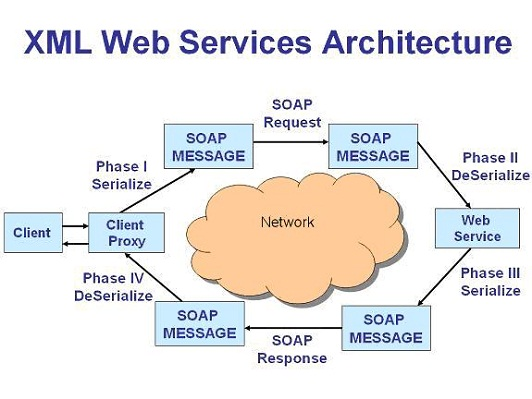 XML Web Services Architecture
SOAP
Request
SOAP
MESSAGE
SOAP
MESSAGE
Phase I
Serialize
Phase II
DeSerialize
Client
Client
Proxy
Network
Web
Service
Phase IV
DeSerialize
Phase III
Serialize
SOAP
MESSAGE
SOAP
Response
SOAP
MESSAGE